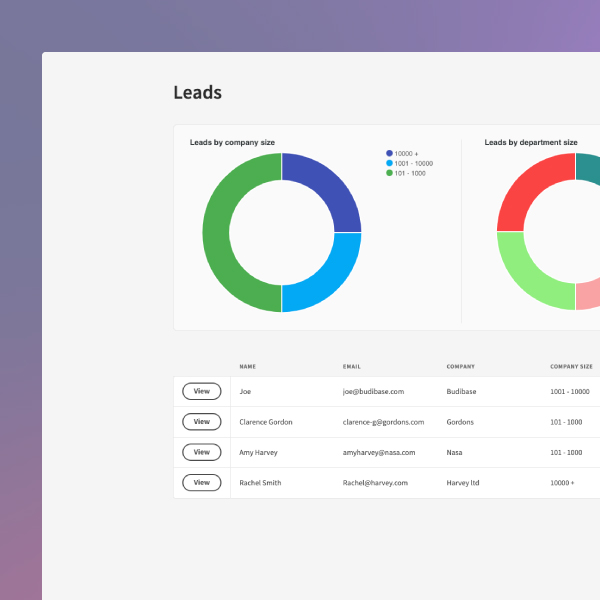 Leads
Leads by company size
10000 +
1001 - 10000
101 - 1000
Leads by department size
NAME EMAIL COMPANY COMPANY SIZE
View Joe joe@budibase.com Budibase 1001 - 10000
View Clarence Gordon clarence-g@gordons.com Gordons 101 - 1000
View Amy Harvey amyharvey@nasa.com Nasa 101 - 1000
View Rachel Smith Rachel@harvey.com Harvey ltd 10000 +